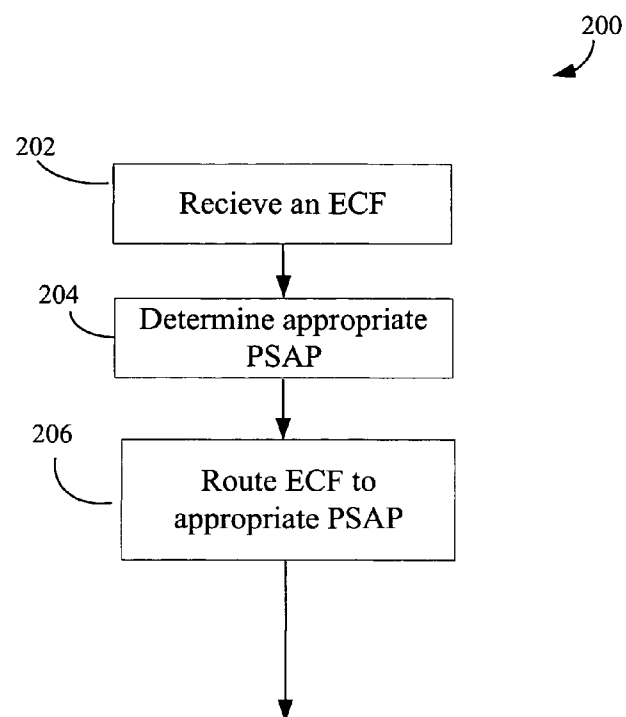 200
202
Recieve an ECF
204
Determine appropriate
PSAP
206
Route ECF to
appropriate PSAP